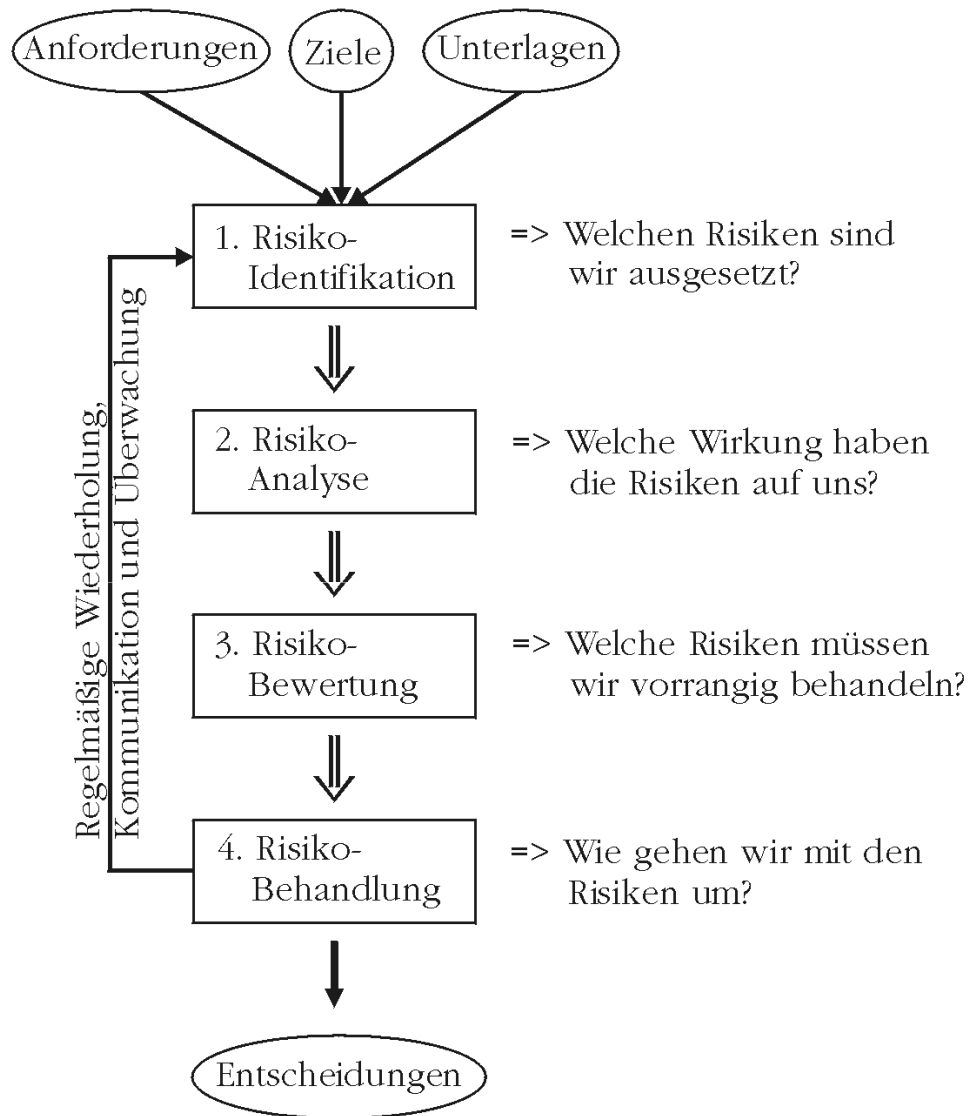 Anforderungen
Ziele
Unterlagen
1. Risiko-
Identifikation
=> Welchen Risiken sind
wir ausgesetzt?
2. Risiko-
Analyse
=> Welche Wirkung haben
die Risiken auf uns?
3. Risiko-
Bewertung
=> Welche Risiken müssen
wir vorrangig behandeln?
4. Risiko-
Behandlung
=> Wie gehen wir mit den
Risiken um?
Regelmäßige Wiederholung,
Kommunikation und Überwachung
Entscheidungen